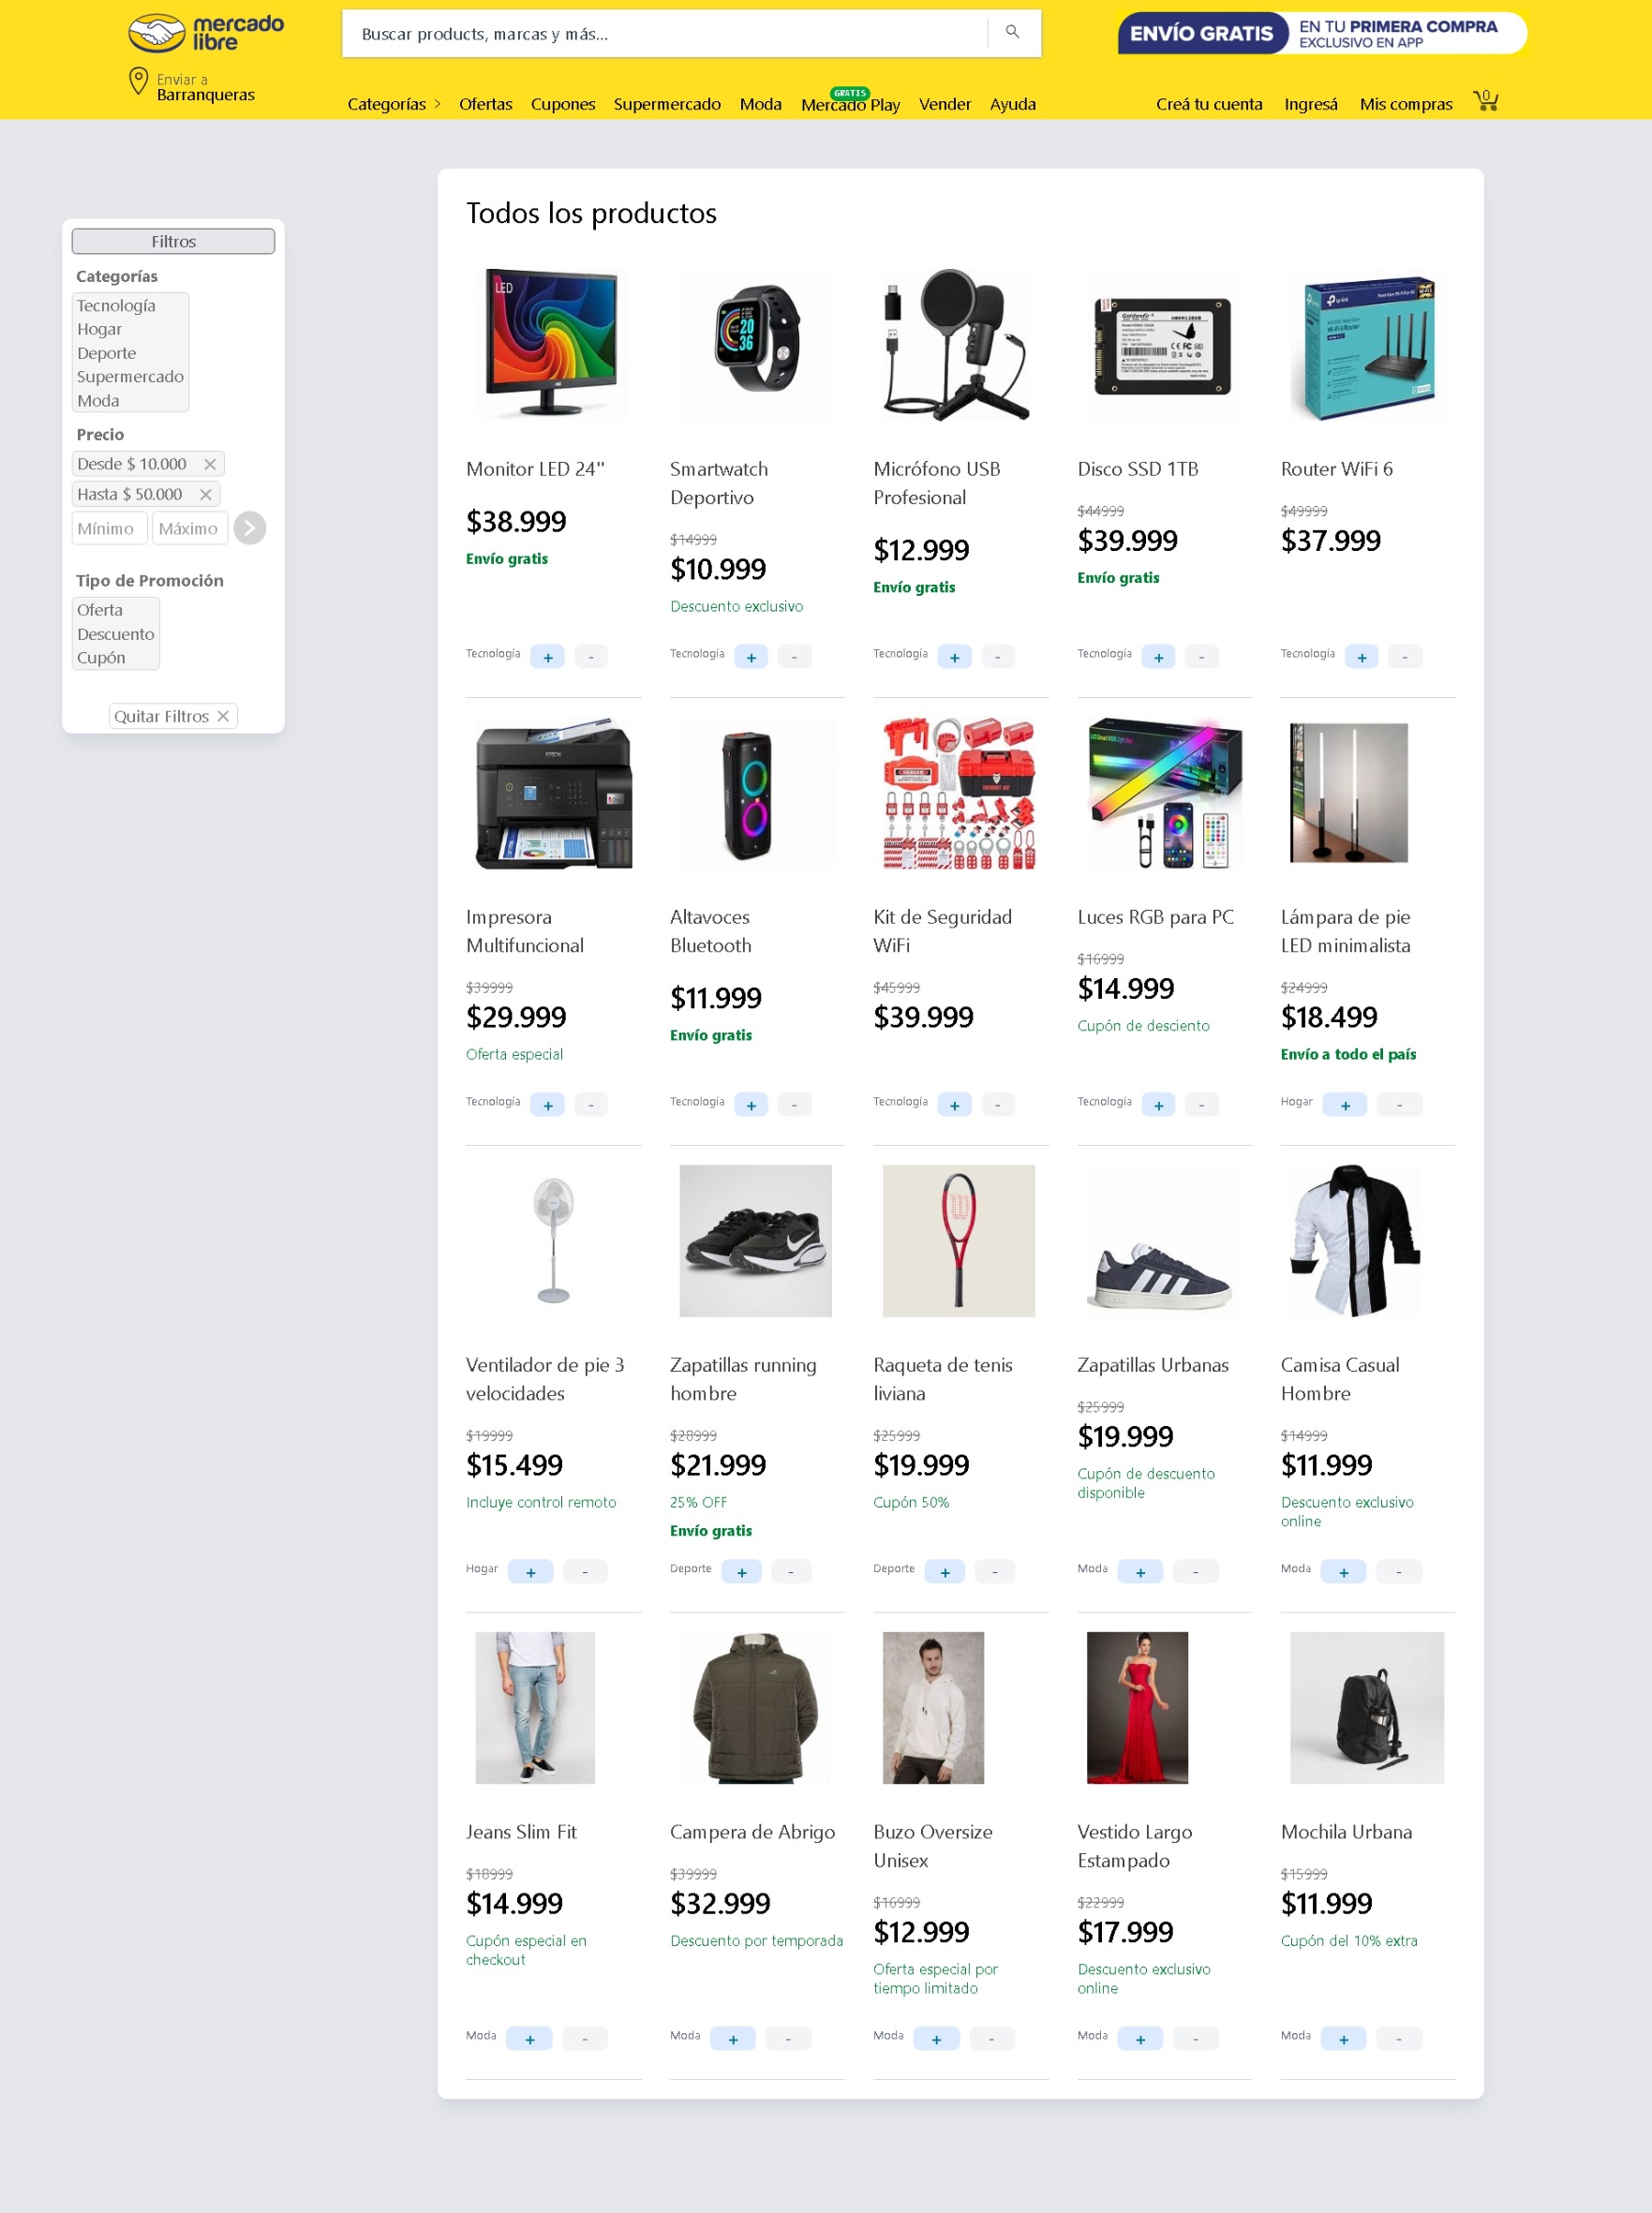 mercado
libre
Buscar products, marcas y más...
ENVÍO GRATIS
EN TU PRIMERA COMPRA
EXCLUSIVO EN APP
Enviar a
Barranqueras
Categorías
Ofertas
Cupones
Supermercado
Moda
GRATIS
Mercado Play
Vender
Ayuda
Creá tu cuenta
Ingresá
Mis compras
0
Filtros
Categorías
Tecnología
Hogar
Deporte
Supermercado
Moda
Precio
Desde $ 10.000
Hasta $ 50.000
Mínimo
Máximo
Tipo de Promoción
Oferta
Descuento
Cupón
Quitar Filtros
Todos los productos
LED
Monitor LED 24"
$38.999
Envío gratis
Tecnología
+
-
20
36
Smartwatch
Deportivo
$14999
$10.999
Descuento exclusivo
Tecnología
+
-
Micrófono USB
Profesional
$12.999
Envío gratis
Tecnología
+
-
Goldenfir
Disco SSD 1TB
$44999
$39.999
Envío gratis
Tecnología
+
-
tp-link
Wi-Fi 6 Router
Router WiFi 6
$49999
$37.999
Tecnología
+
-
EPSON
Impresora
Multifuncional
$39999
$29.999
Oferta especial
Tecnología
+
-
Altavoces
Bluetooth
$11.999
Envío gratis
Tecnología
+
-
Kit de Seguridad
WiFi
$45999
$39.999
Tecnología
+
-
Luces RGB para PC
$16999
$14.999
Cupón de desciento
Tecnología
+
-
Lámpara de pie
LED minimalista
$24999
$18.499
Envío a todo el país
Hogar
+
-
Ventilador de pie 3
velocidades
$19999
$15.499
Incluye control remoto
Hogar
+
-
Zapatillas running
hombre
$28999
$21.999
25% OFF
Envío gratis
Deporte
+
-
Raqueta de tenis
liviana
$25999
$19.999
Cupón 50%
Deporte
+
-
Zapatillas Urbanas
$25999
$19.999
Cupón de descuento
disponible
Moda
+
-
Camisa Casual
Hombre
$14999
$11.999
Descuento exclusivo
online
Moda
+
-
Jeans Slim Fit
$18999
$14.999
Cupón especial en
checkout
Moda
+
-
Campera de Abrigo
$39999
$32.999
Descuento por temporada
Moda
+
-
Buzo Oversize
Unisex
$16999
$12.999
Oferta especial por
tiempo limitado
Moda
+
-
Vestido Largo
Estampado
$22999
$17.999
Descuento exclusivo
online
Moda
+
-
Mochila Urbana
$15999
$11.999
Cupón del 10% extra
Moda
+
-